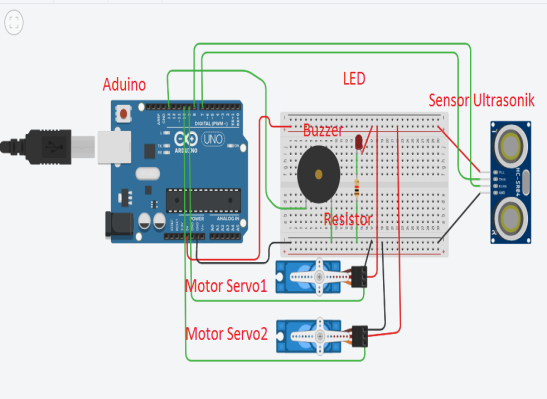 LED
Aduino
Sensor Ultrasonik
DIGITAL (PWM~)
UNO
ARDUINO
Buzzer
HC-SR04
Resistor
POWER
ANALOG IN
Motor Servo1
Motor Servo2